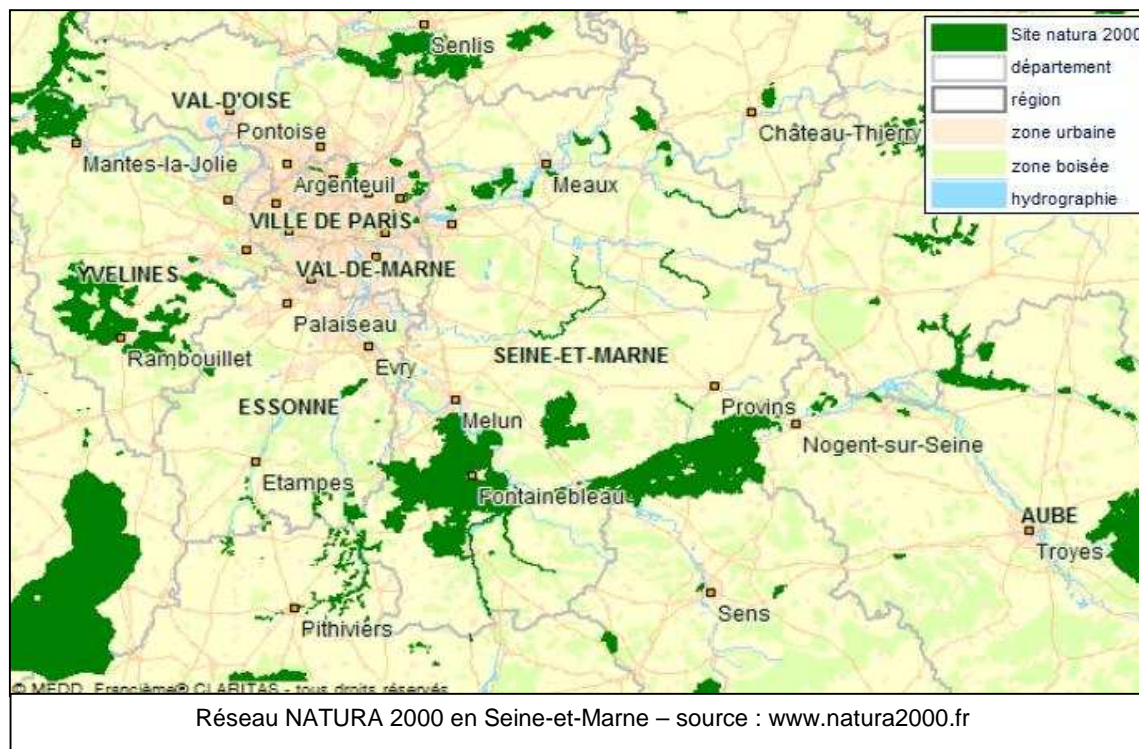 Senlis
VAL-D'OISE
Pontoise
Mantes-la-Jolie
Argenteuil
Meaux
Château-Thierry
VILLE DE PARIS
VAL-DE-MARNE
YVELINES
Palaiseau
Rambouillet
Evry
SEINE-ET-MARNE
ESSONNE
Melun
Provins
Nogent-sur-Seine
Etampes
Fontainebleau
AUBE
Troyes
Sens
Pithiviers
Site natura 2000
département
région
zone urbaine
zone boisée
hydrographie
© MEDD, Francième® CLARITAS - tous droits réservés
Réseau NATURA 2000 en Seine-et-Marne – source : www.natura2000.fr